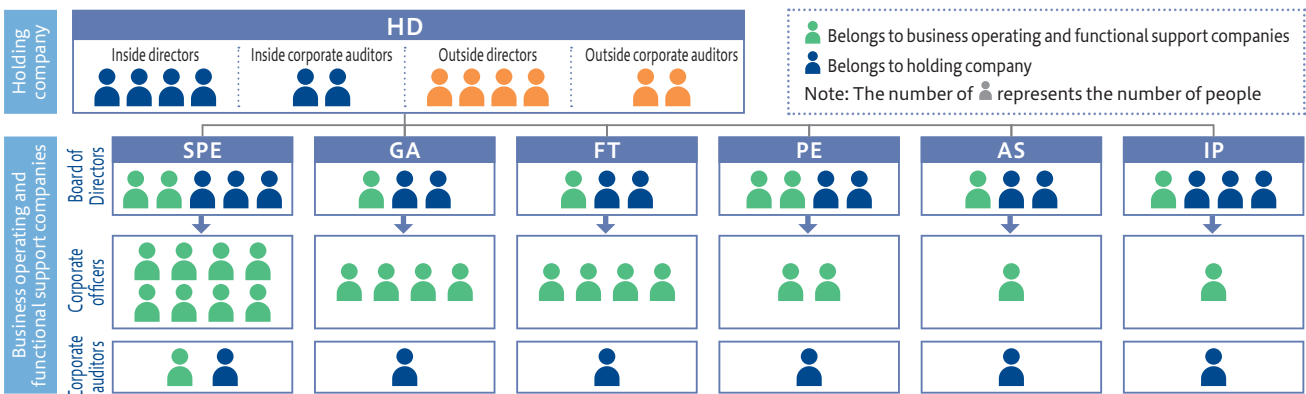 Holding
company
HD
Inside directors
Inside corporate auditors
Outside directors
Outside corporate auditors
Belongs to business operating and functional support companies
Belongs to holding company
Note: The number of represents the number of people
Business operating and
functional support companies
Board of
Directors
SPE
GA
FT
PE
AS
IP
Corporate
officers
Corporate
auditors